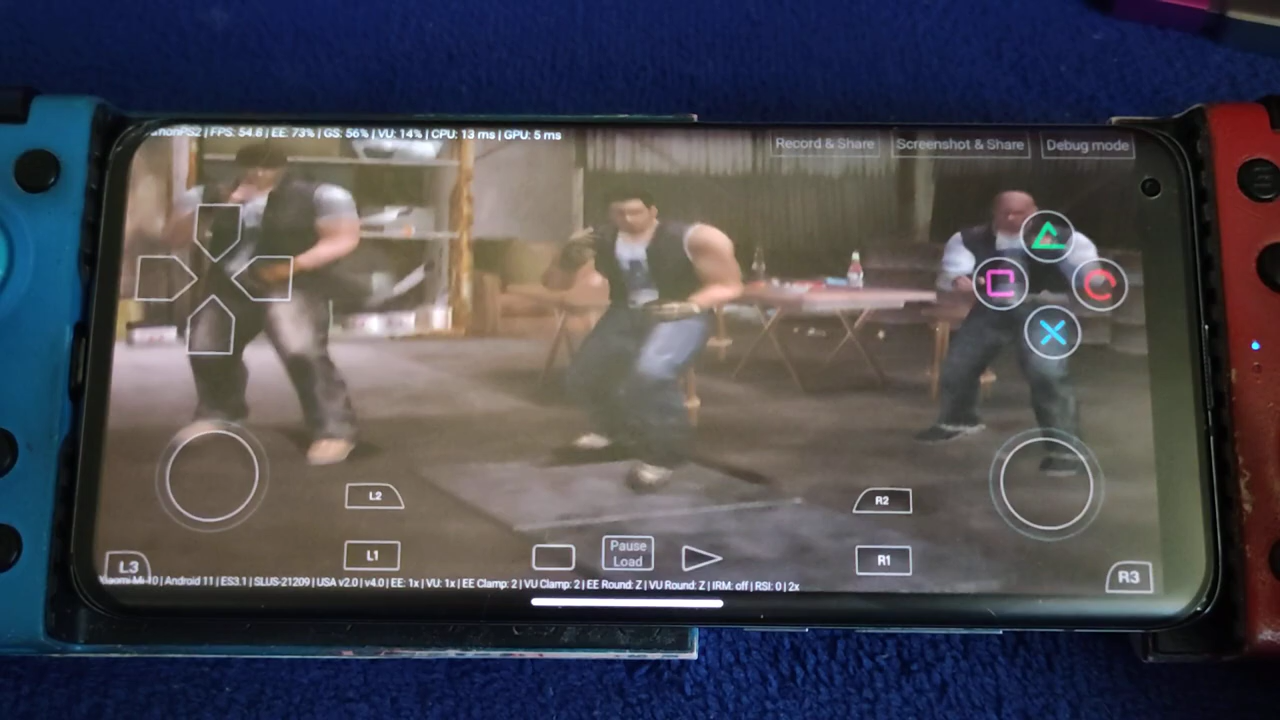 FPS: 54.8 | EE: 73% | GS: 56% | VU: 14% | CPU: 13 ms | GPU: 5 ms
Record & Share Screenshot & Share Debug mode
L2 R2
L1 Pause Load R1
L3 R3
| Android 11 | ES3.1 | SLUS-21209 | USA v2.0 | v4.0 | EE: 1x | VU: 1x | EE Clamp: 2 | VU Clamp: 2 | EE Round: Z | VU Round: Z | IRM: off | RSI: 0 | 2x